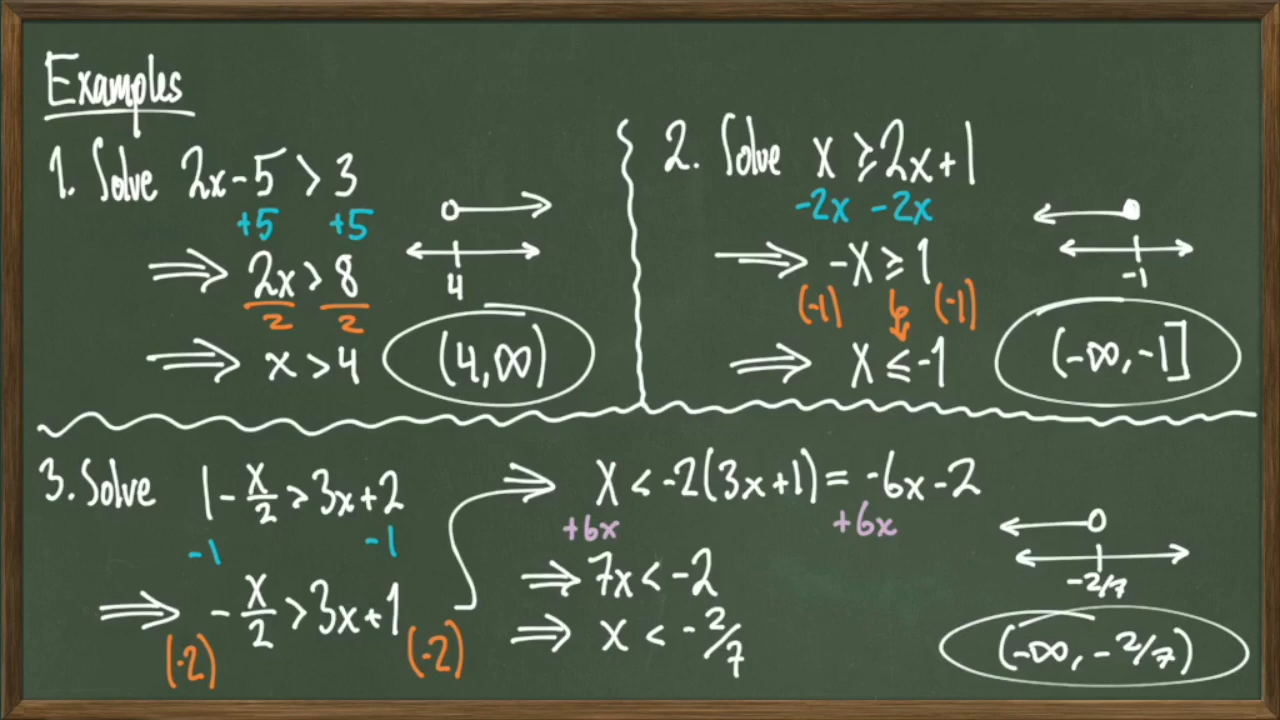 Examples
1. Solve 2x-5 > 3
+5 +5
⟹ 2x > 8
2 2
⟹ x > 4
4
(4,∞)
2. Solve x ≥ 2x+1
-2x -2x
⟹ -x ≥ 1
(-1) (-1)
⟹ x ≤ -1
-1
(-∞, -1]
3. Solve 1 - x/2 > 3x+2
-1 -1
⟹ -x/2 > 3x+1
(-2) (-2)
⟹ x < -2(3x+1) = -6x-2
+6x +6x
⟹ 7x < -2
⟹ x < -2/7
-2/7
(-∞, -2/7)